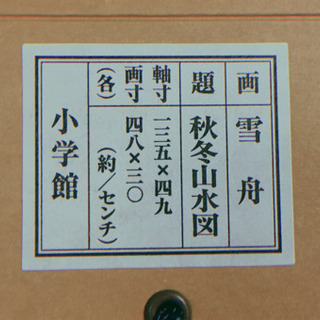 画 雪舟
題 秋冬山水図
軸寸 一三五×四九
画寸 四八×三〇
(各) (約/センチ)
小学館